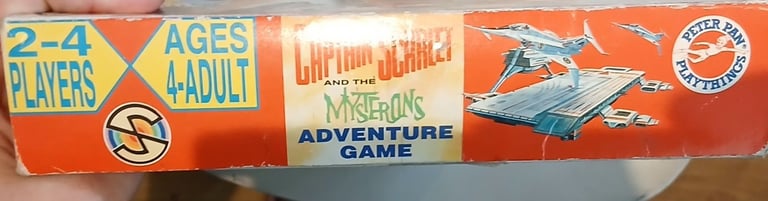 2-4
PLAYERS
AGES
4-ADULT
CAPTAIN SCARLET
AND THE
MYSTERONS
ADVENTURE
GAME
PETER PAN
PLAYTHINGS